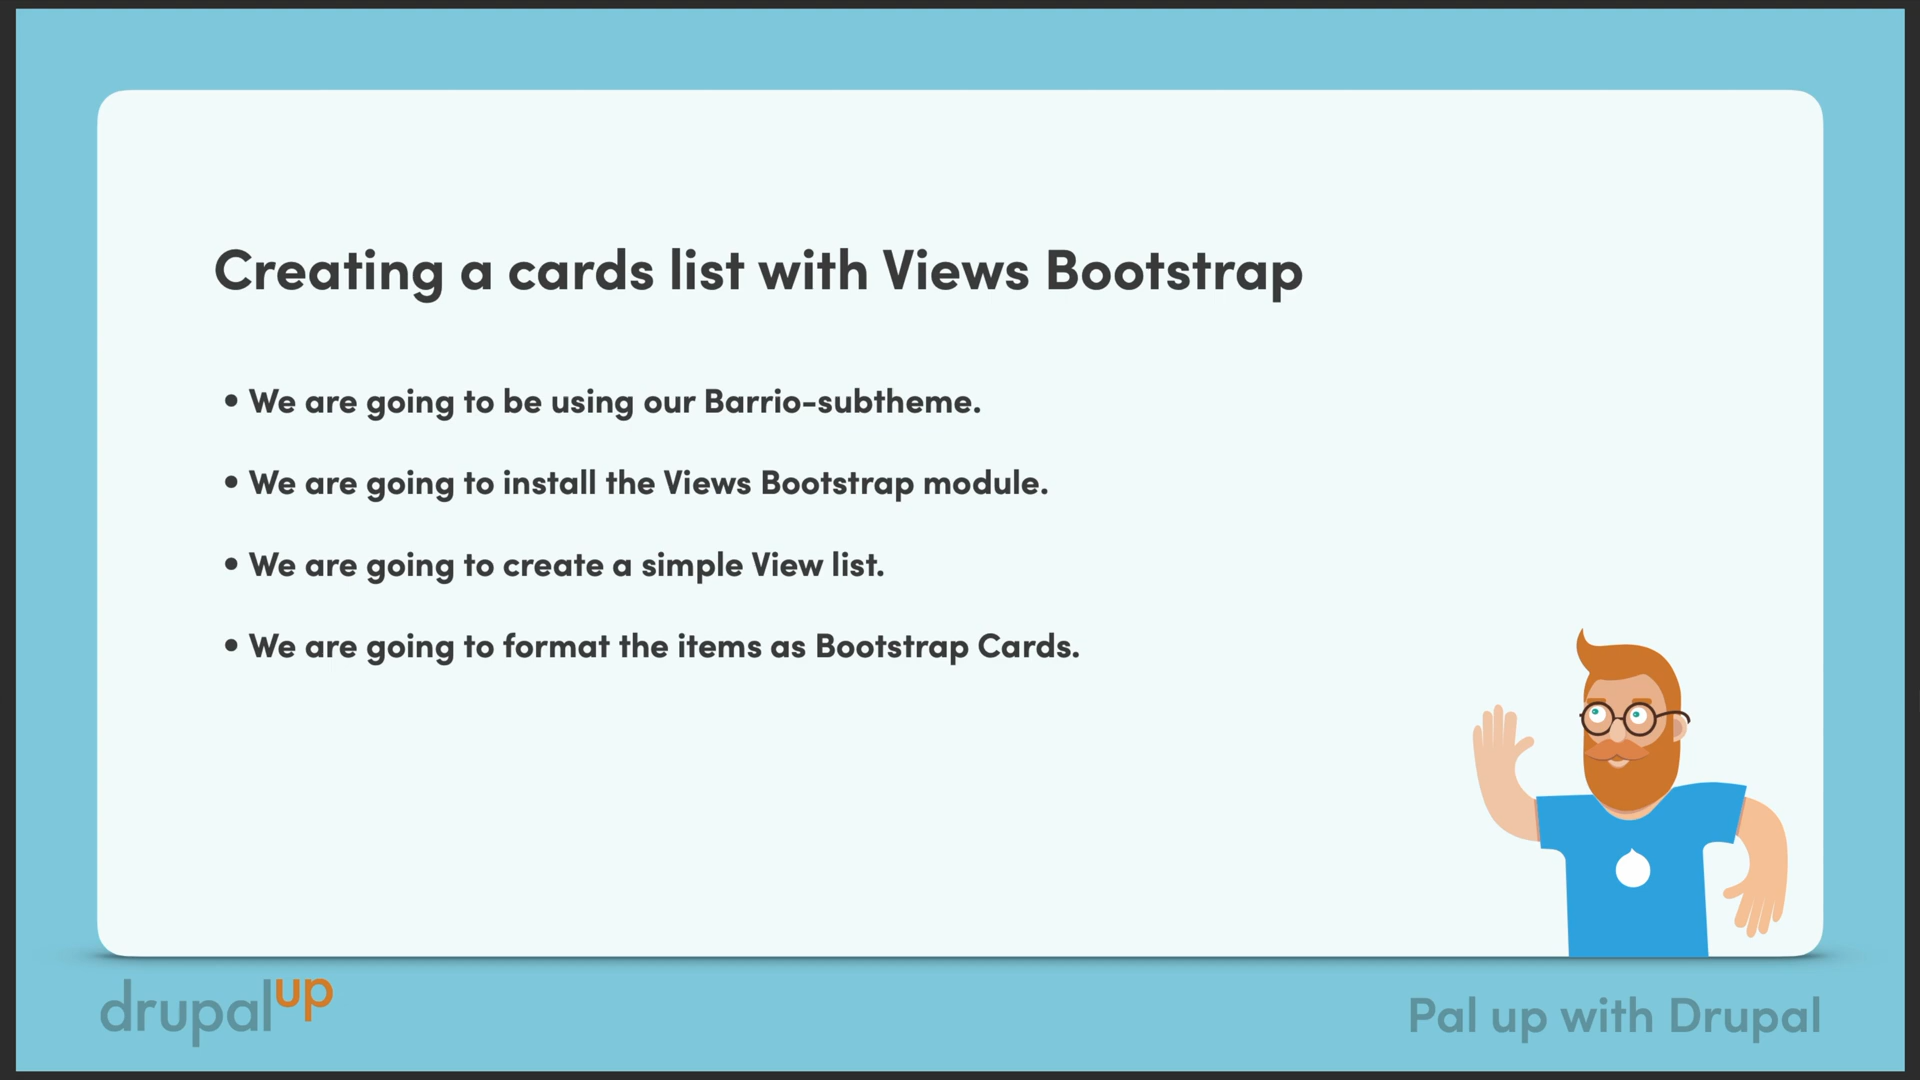 Creating a cards list with Views Bootstrap
• We are going to be using our Barrio-subtheme.
• We are going to install the Views Bootstrap module.
• We are going to create a simple View list.
• We are going to format the items as Bootstrap Cards.
drupalup
Pal up with Drupal